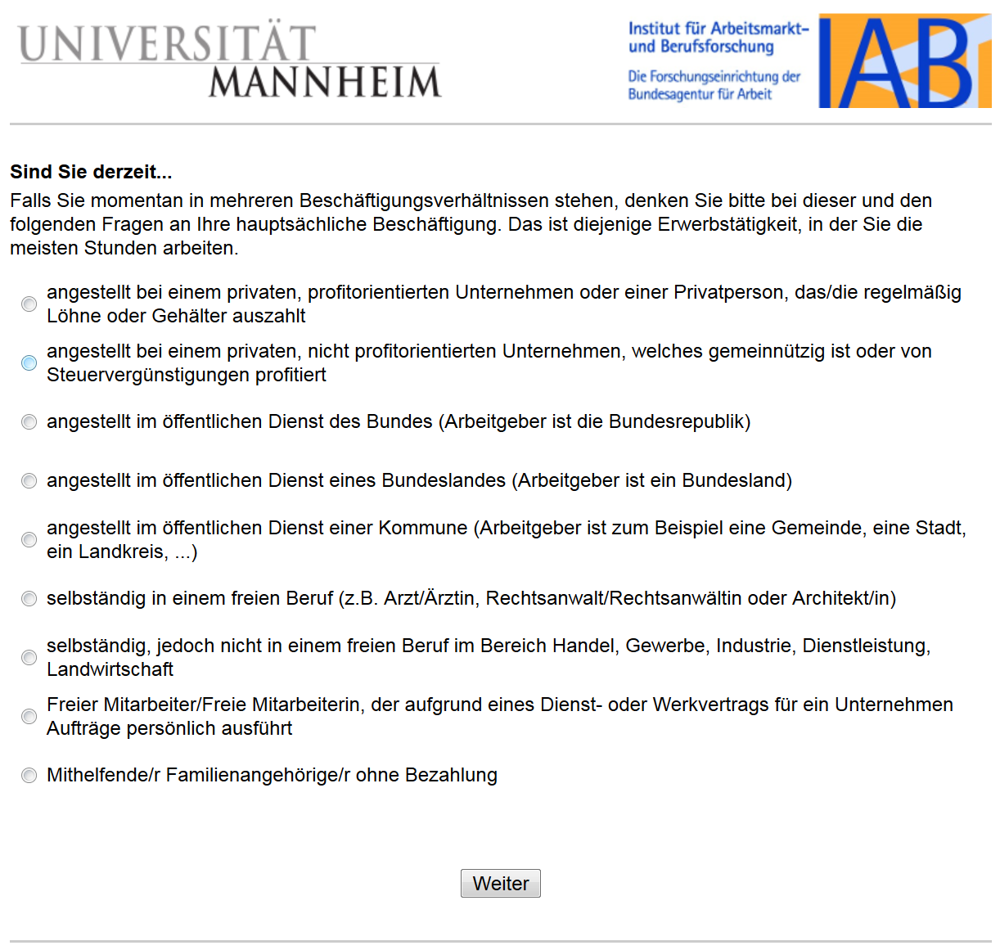 UNIVERSITÄT
MANNHEIM
Institut für Arbeitsmarkt-
und Berufsforschung
Die Forschungseinrichtung der
Bundesagentur für Arbeit
IAB
Sind Sie derzeit...
Falls Sie momentan in mehreren Beschäftigungsverhältnissen stehen, denken Sie bitte bei dieser und den
folgenden Fragen an Ihre hauptsächliche Beschäftigung. Das ist diejenige Erwerbstätigkeit, in der Sie die
meisten Stunden arbeiten.
angestellt bei einem privaten, profitorientierten Unternehmen oder einer Privatperson, das/die regelmäßig
Löhne oder Gehälter auszahlt
angestellt bei einem privaten, nicht profitorientierten Unternehmen, welches gemeinnützig ist oder von
Steuervergünstigungen profitiert
angestellt im öffentlichen Dienst des Bundes (Arbeitgeber ist die Bundesrepublik)
angestellt im öffentlichen Dienst eines Bundeslandes (Arbeitgeber ist ein Bundesland)
angestellt im öffentlichen Dienst einer Kommune (Arbeitgeber ist zum Beispiel eine Gemeinde, eine Stadt,
ein Landkreis, ...)
selbständig in einem freien Beruf (z.B. Arzt/Ärztin, Rechtsanwalt/Rechtsanwältin oder Architekt/in)
selbständig, jedoch nicht in einem freien Beruf im Bereich Handel, Gewerbe, Industrie, Dienstleistung,
Landwirtschaft
Freier Mitarbeiter/Freie Mitarbeiterin, der aufgrund eines Dienst- oder Werkvertrags für ein Unternehmen
Aufträge persönlich ausführt
Mithelfende/r Familienangehörige/r ohne Bezahlung
Weiter